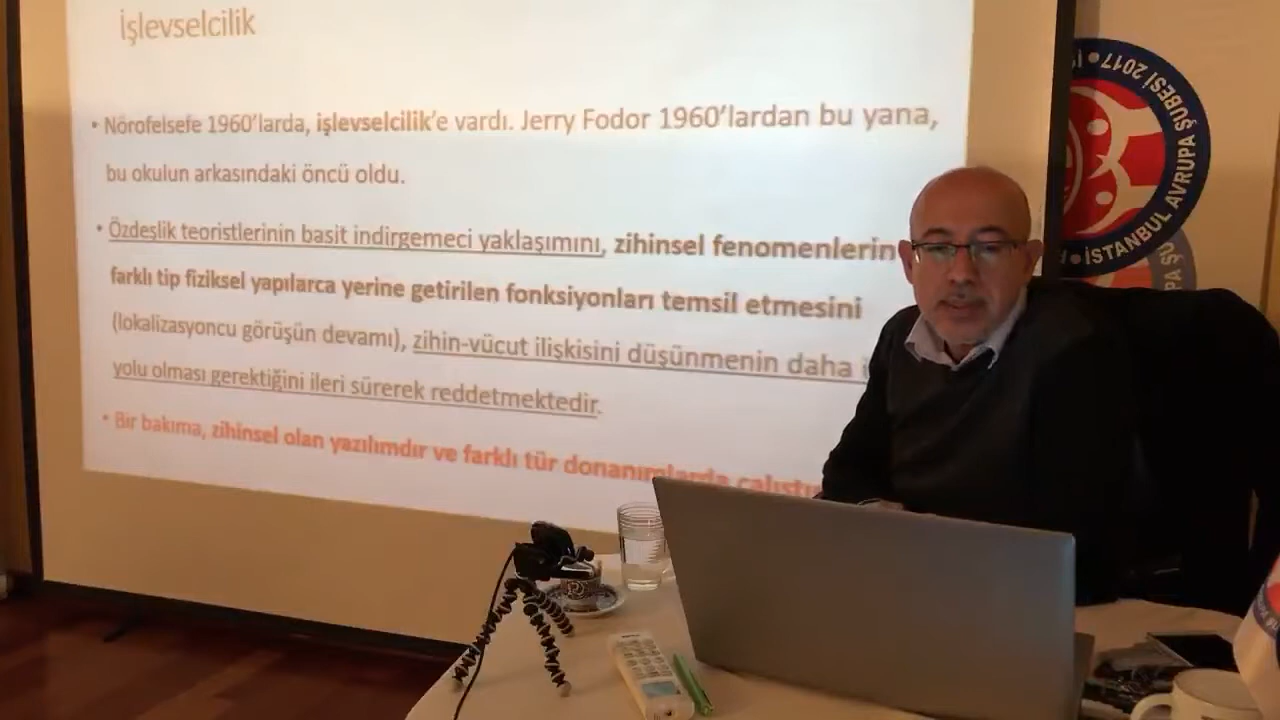 İşlevselcilik
• Nörofelsefe 1960'larda, işlevselcilik'e vardı. Jerry Fodor 1960'lardan bu yana,
bu okulun arkasındaki öncü oldu.
• Özdeşlik teoristlerinin basit indirgemeci yaklaşımını, zihinsel fenomenlerin
farklı tip fiziksel yapılarca yerine getirilen fonksiyonları temsil etmesini
(lokalizasyoncu görüşün devamı), zihin-vücut ilişkisini düşünmenin daha
yolu olması gerektiğini ileri sürerek reddetmektedir.
• Bir bakıma, zihinsel olan yazılımdır ve farklı tür donanımlarda
İSTANBUL AVRUPA ŞUBESİ 2017